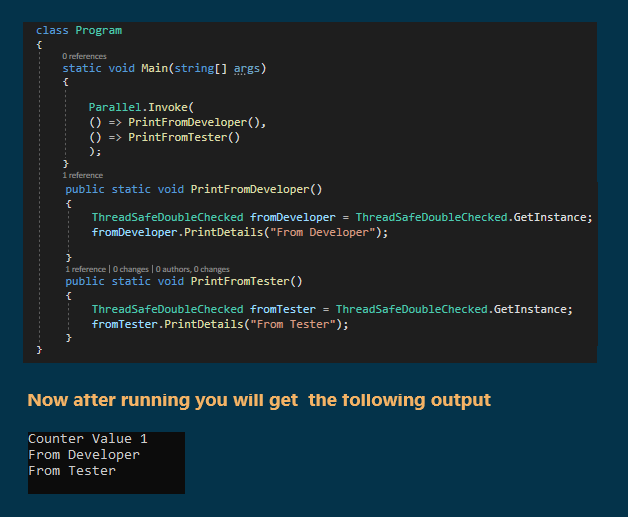 class Program
{
0 references
static void Main(string[] args)
{
Parallel.Invoke(
() => PrintFromDeveloper(),
() => PrintFromTester()
);
}
1 reference
public static void PrintFromDeveloper()
{
ThreadSafeDoubleChecked fromDeveloper = ThreadSafeDoubleChecked.GetInstance;
fromDeveloper.PrintDetails("From Developer");
}
1 reference | 0 changes | 0 authors, 0 changes
public static void PrintFromTester()
{
ThreadSafeDoubleChecked fromTester = ThreadSafeDoubleChecked.GetInstance;
fromTester.PrintDetails("From Tester");
}
}
Now after running you will get the following output
Counter Value 1
From Developer
From Tester